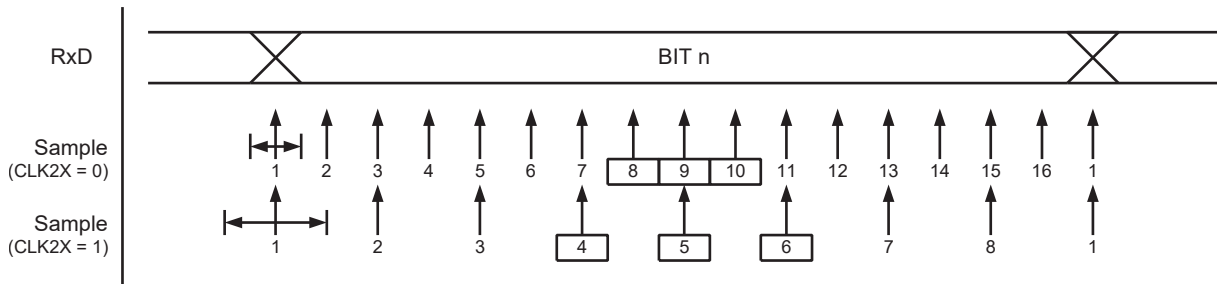 RxD BIT n
Sample
(CLK2X = 0) 1 2 3 4 5 6 7 8 9 10 11 12 13 14 15 16 1
Sample
(CLK2X = 1) 1 2 3 4 5 6 7 8 1